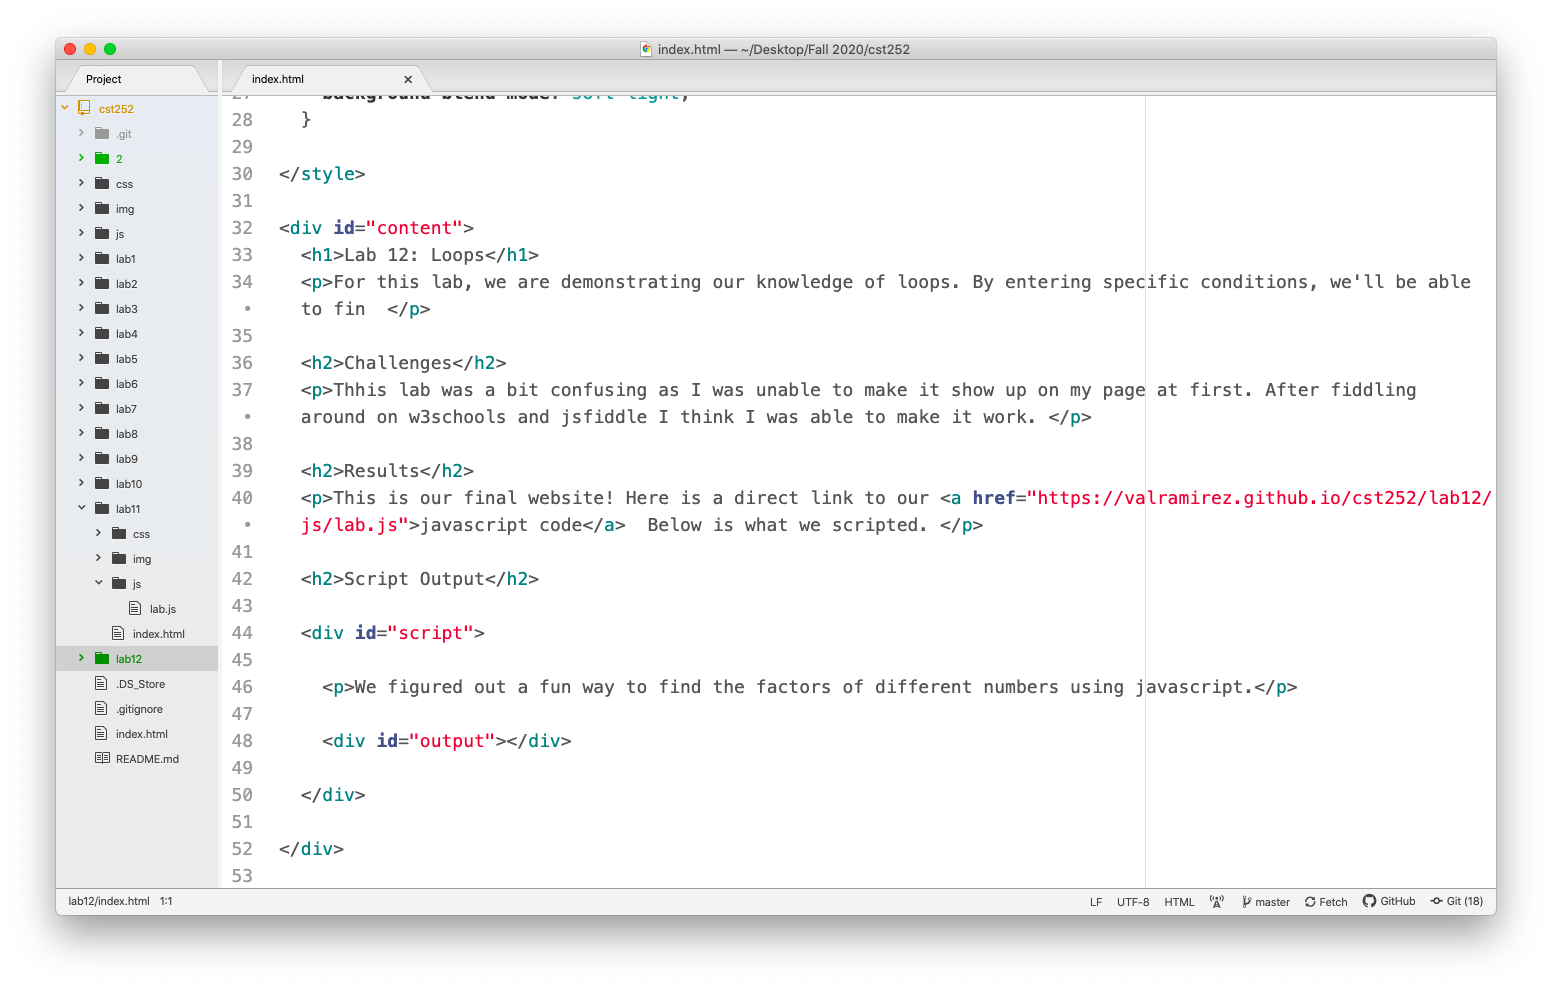 index.html — ~/Desktop/Fall 2020/cst252
Project
index.html
cst252
.git
2
css
img
js
lab1
lab2
lab3
lab4
lab5
lab6
lab7
lab8
lab9
lab10
lab11
css
img
js
lab.js
index.html
lab12
.DS_Store
.gitignore
index.html
README.md
27 background-blend-mode: soft-light;
28 }
29
30 </style>
31
32 <div id="content">
33 <h1>Lab 12: Loops</h1>
34 <p>For this lab, we are demonstrating our knowledge of loops. By entering specific conditions, we'll be able
• to fin  </p>
35
36 <h2>Challenges</h2>
37 <p>Thhis lab was a bit confusing as I was unable to make it show up on my page at first. After fiddling
• around on w3schools and jsfiddle I think I was able to make it work. </p>
38
39 <h2>Results</h2>
40 <p>This is our final website! Here is a direct link to our <a href="https://valramirez.github.io/cst252/lab12/
• js/lab.js">javascript code</a>  Below is what we scripted. </p>
41
42 <h2>Script Output</h2>
43
44 <div id="script">
45
46 <p>We figured out a fun way to find the factors of different numbers using javascript.</p>
47
48 <div id="output"></div>
49
50 </div>
51
52 </div>
53
lab12/index.html 1:1
LF UTF-8 HTML master Fetch GitHub Git (18)